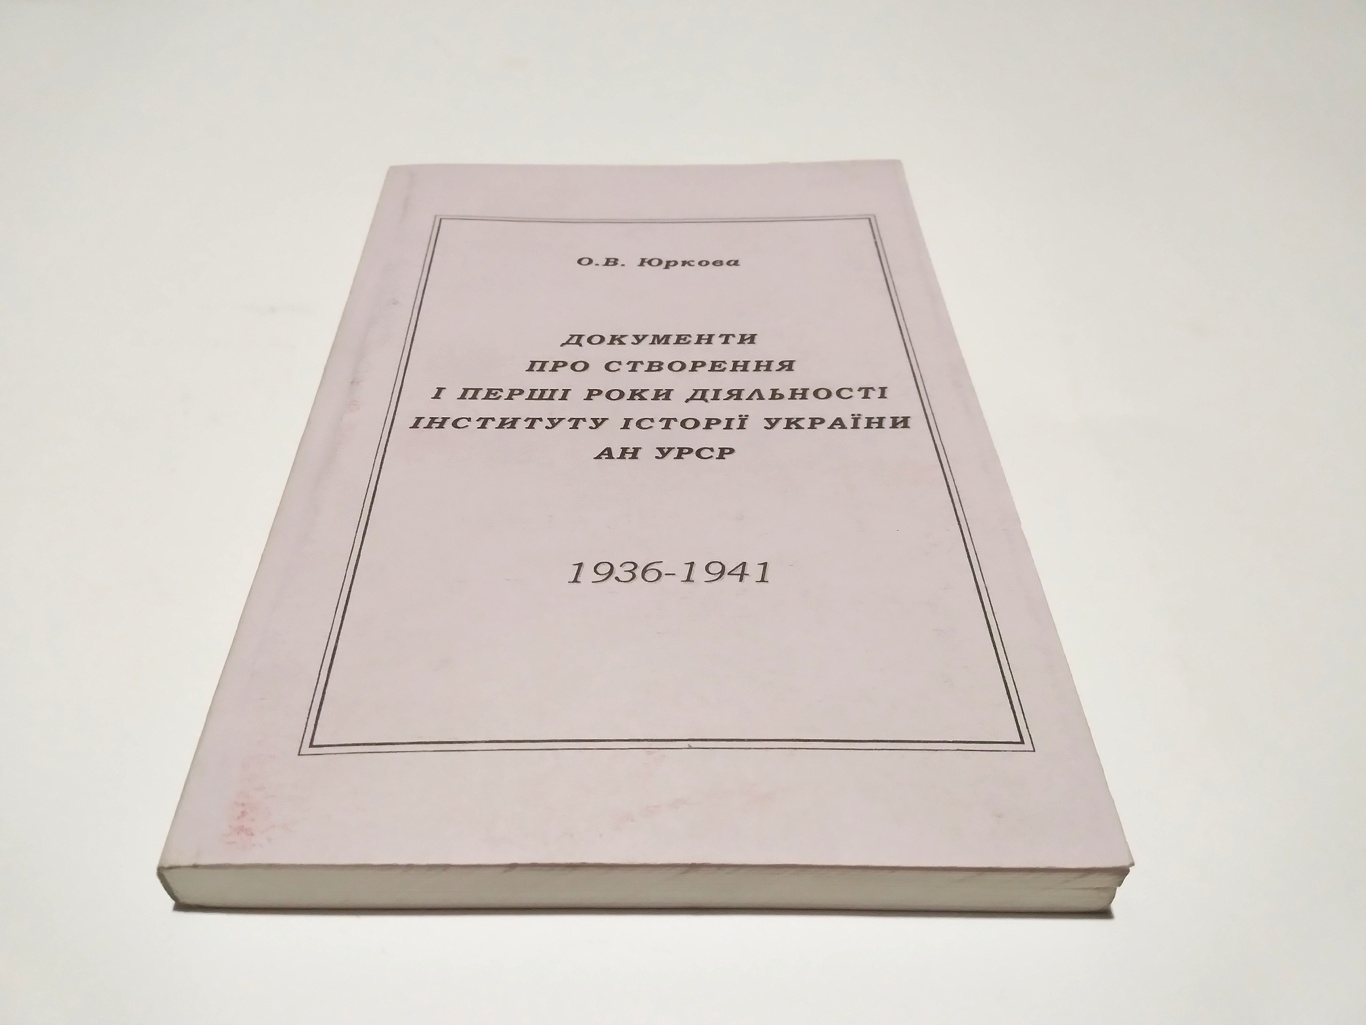 О.В. Юркова
ДОКУМЕНТИ
ПРО СТВОРЕННЯ
І ПЕРШІ РОКИ ДІЯЛЬНОСТІ
ІНСТИТУТУ ІСТОРІЇ УКРАЇНИ
АН УРСР
1936-1941